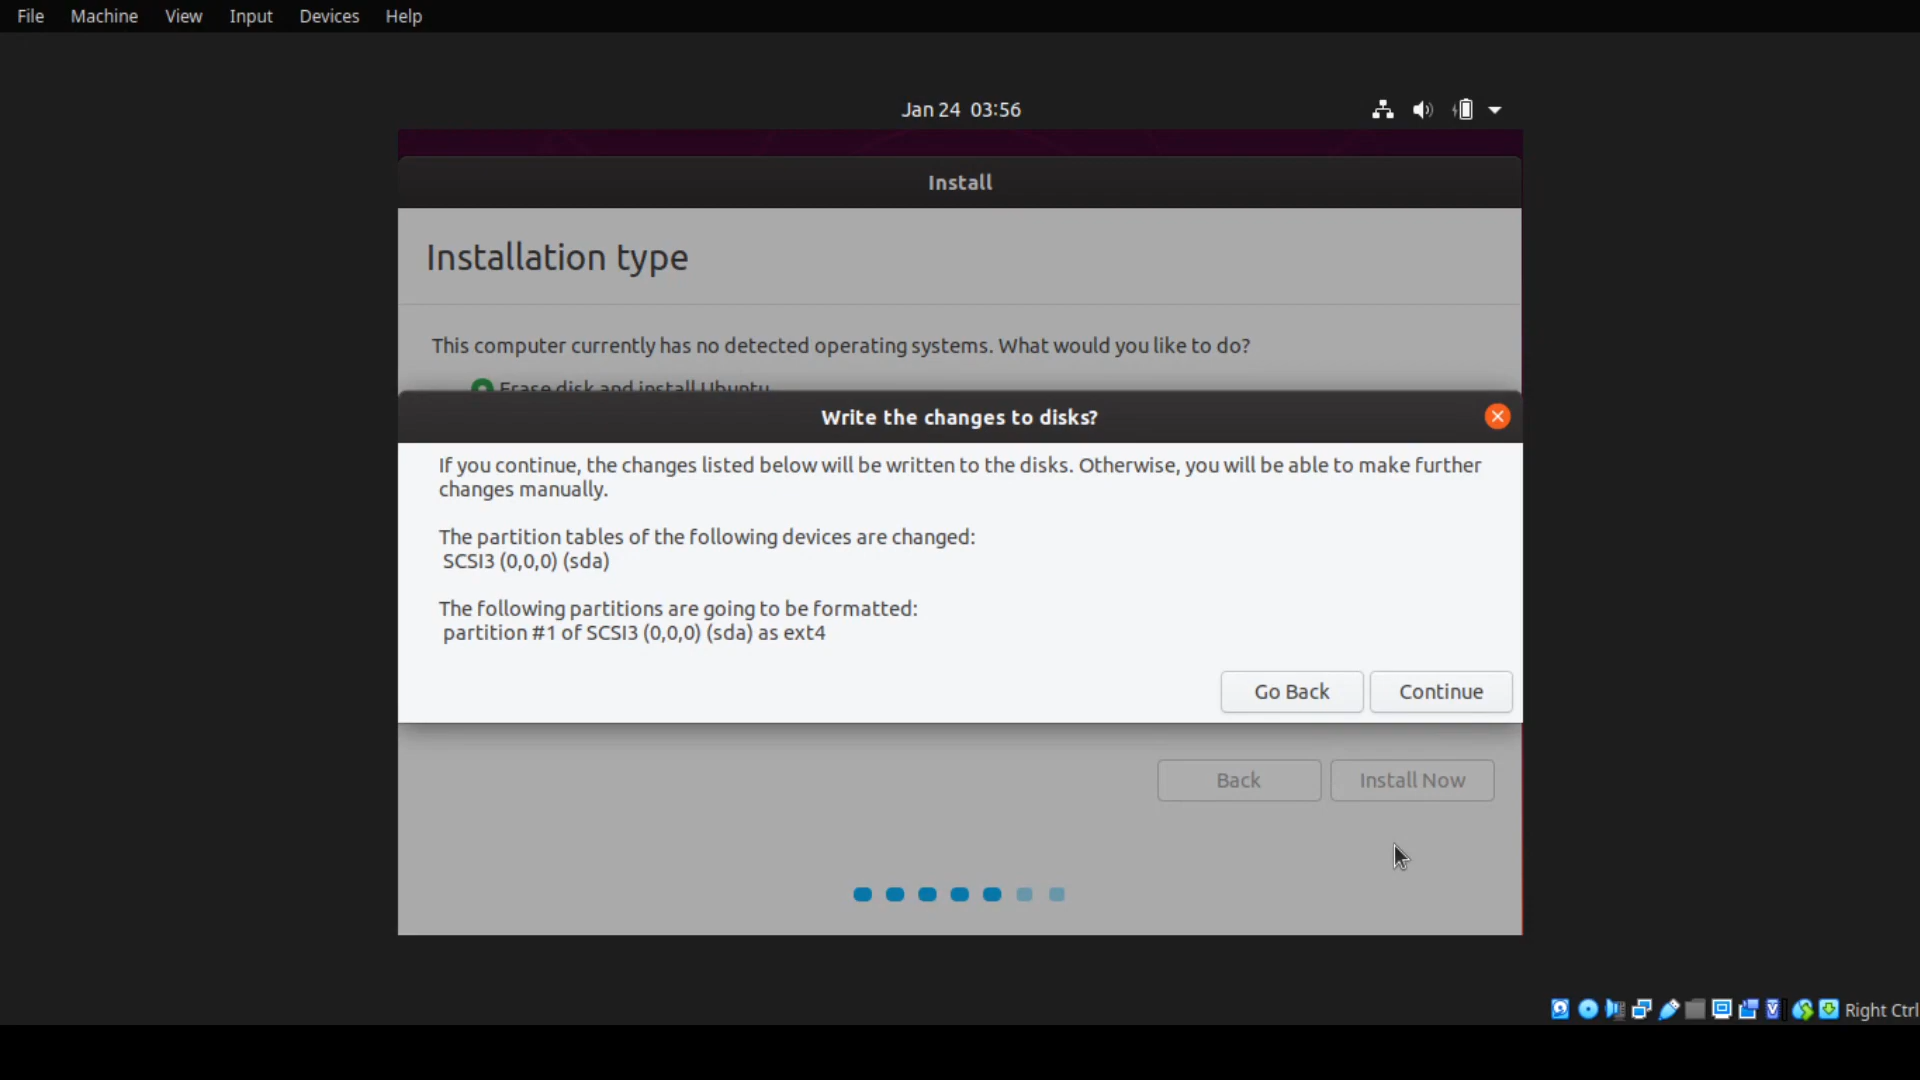 File Machine View Input Devices Help
Jan 24 03:56
Install
Installation type
This computer currently has no detected operating systems. What would you like to do?
Erase disk and install Ubuntu
Write the changes to disks?
If you continue, the changes listed below will be written to the disks. Otherwise, you will be able to make further
changes manually.
The partition tables of the following devices are changed:
SCSI3 (0,0,0) (sda)
The following partitions are going to be formatted:
partition #1 of SCSI3 (0,0,0) (sda) as ext4
Go Back Continue
Back Install Now
Right Ctrl